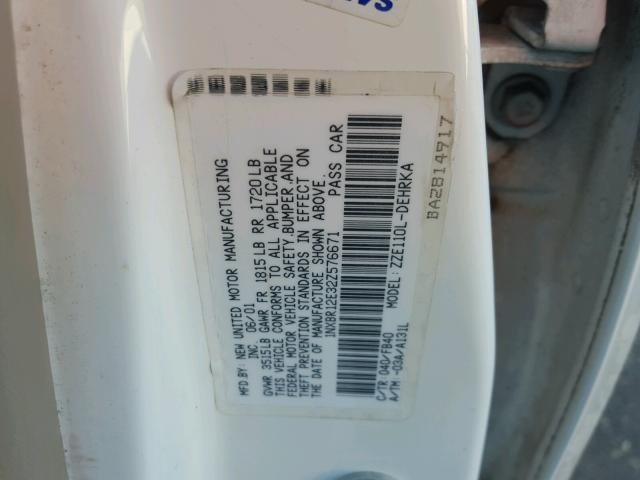 MFD.BY: NEW UNITED MOTOR MANUFACTURING
INC. 06/01
GVWR 3515LB GAWR FR 1815LB RR 1720LB
THIS VEHICLE CONFORMS TO ALL APPLICABLE
FEDERAL MOTOR VEHICLE SAFETY,BUMPER,AND
THEFT PREVENTION STANDARDS IN EFFECT ON
THE DATE OF MANUFACTURE SHOWN ABOVE.
1NXBR12E32Z576671 PASS CAR
C/TR:040/FB40 MODEL: ZZE110L-DEHRKA
A/TM:-03A/A131L
BA2B14917